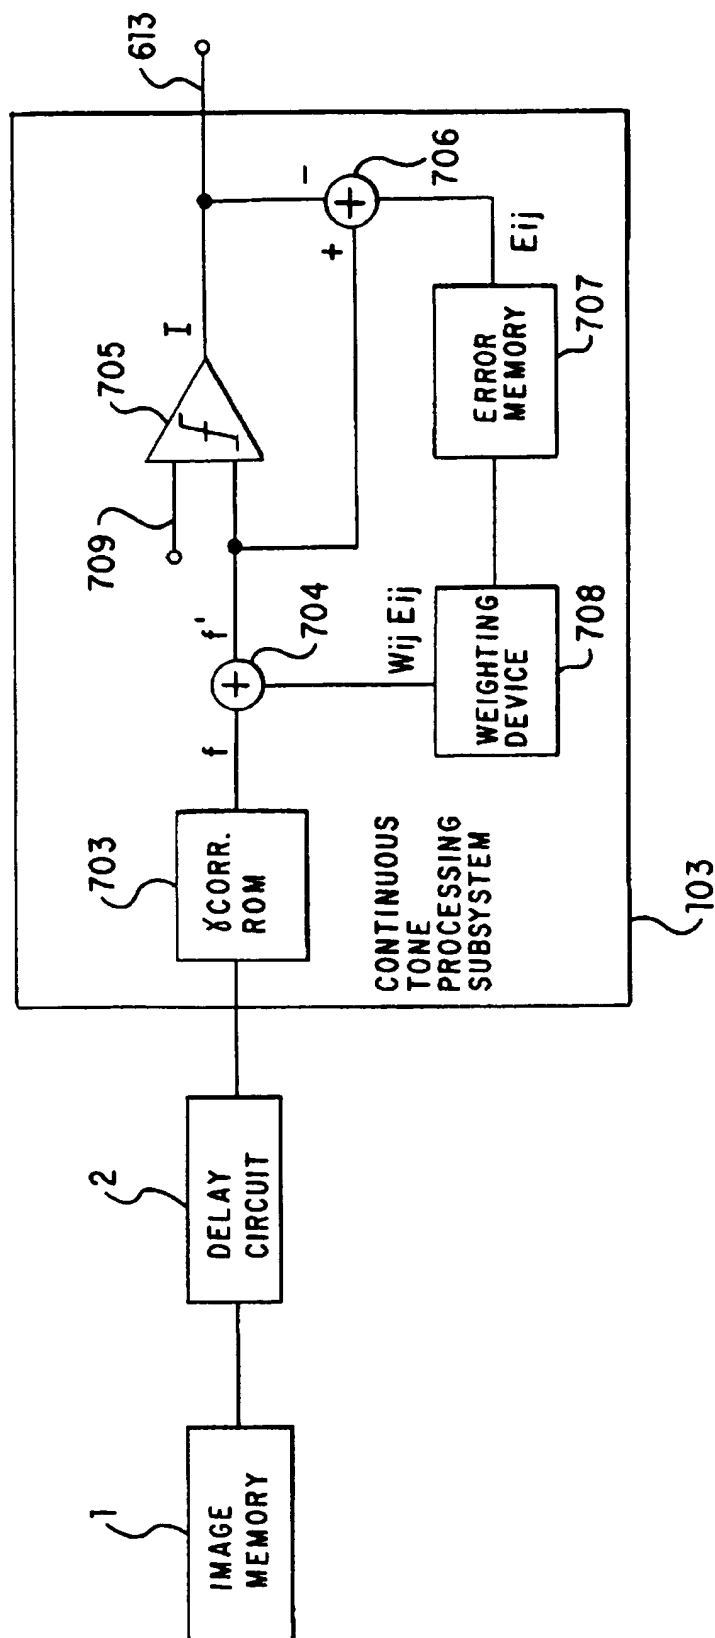 1
IMAGE
MEMORY
2
DELAY
CIRCUIT
703
γCORR.
ROM
f
704
f'
709
705
I
613
−
+
706
Eij
ERROR
MEMORY
707
Wij Eij
WEIGHTING
DEVICE
708
CONTINUOUS
TONE
PROCESSING
SUBSYSTEM
103